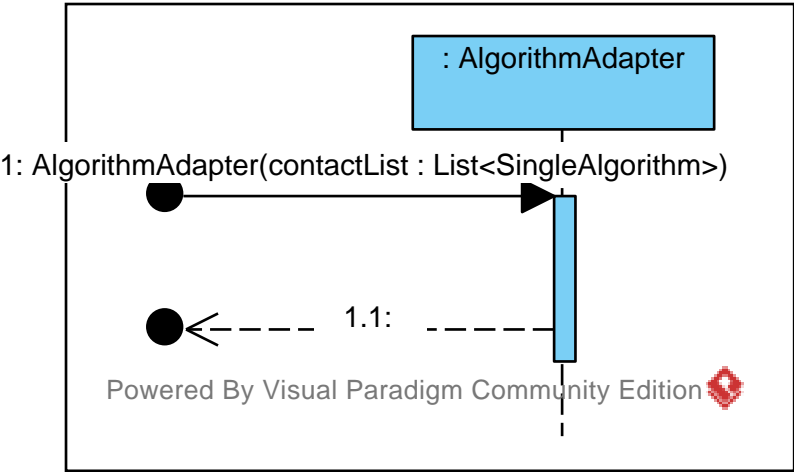 : AlgorithmAdapter
1: AlgorithmAdapter(contactList : List<SingleAlgorithm>)
1.1:
Powered By Visual Paradigm Community Edition